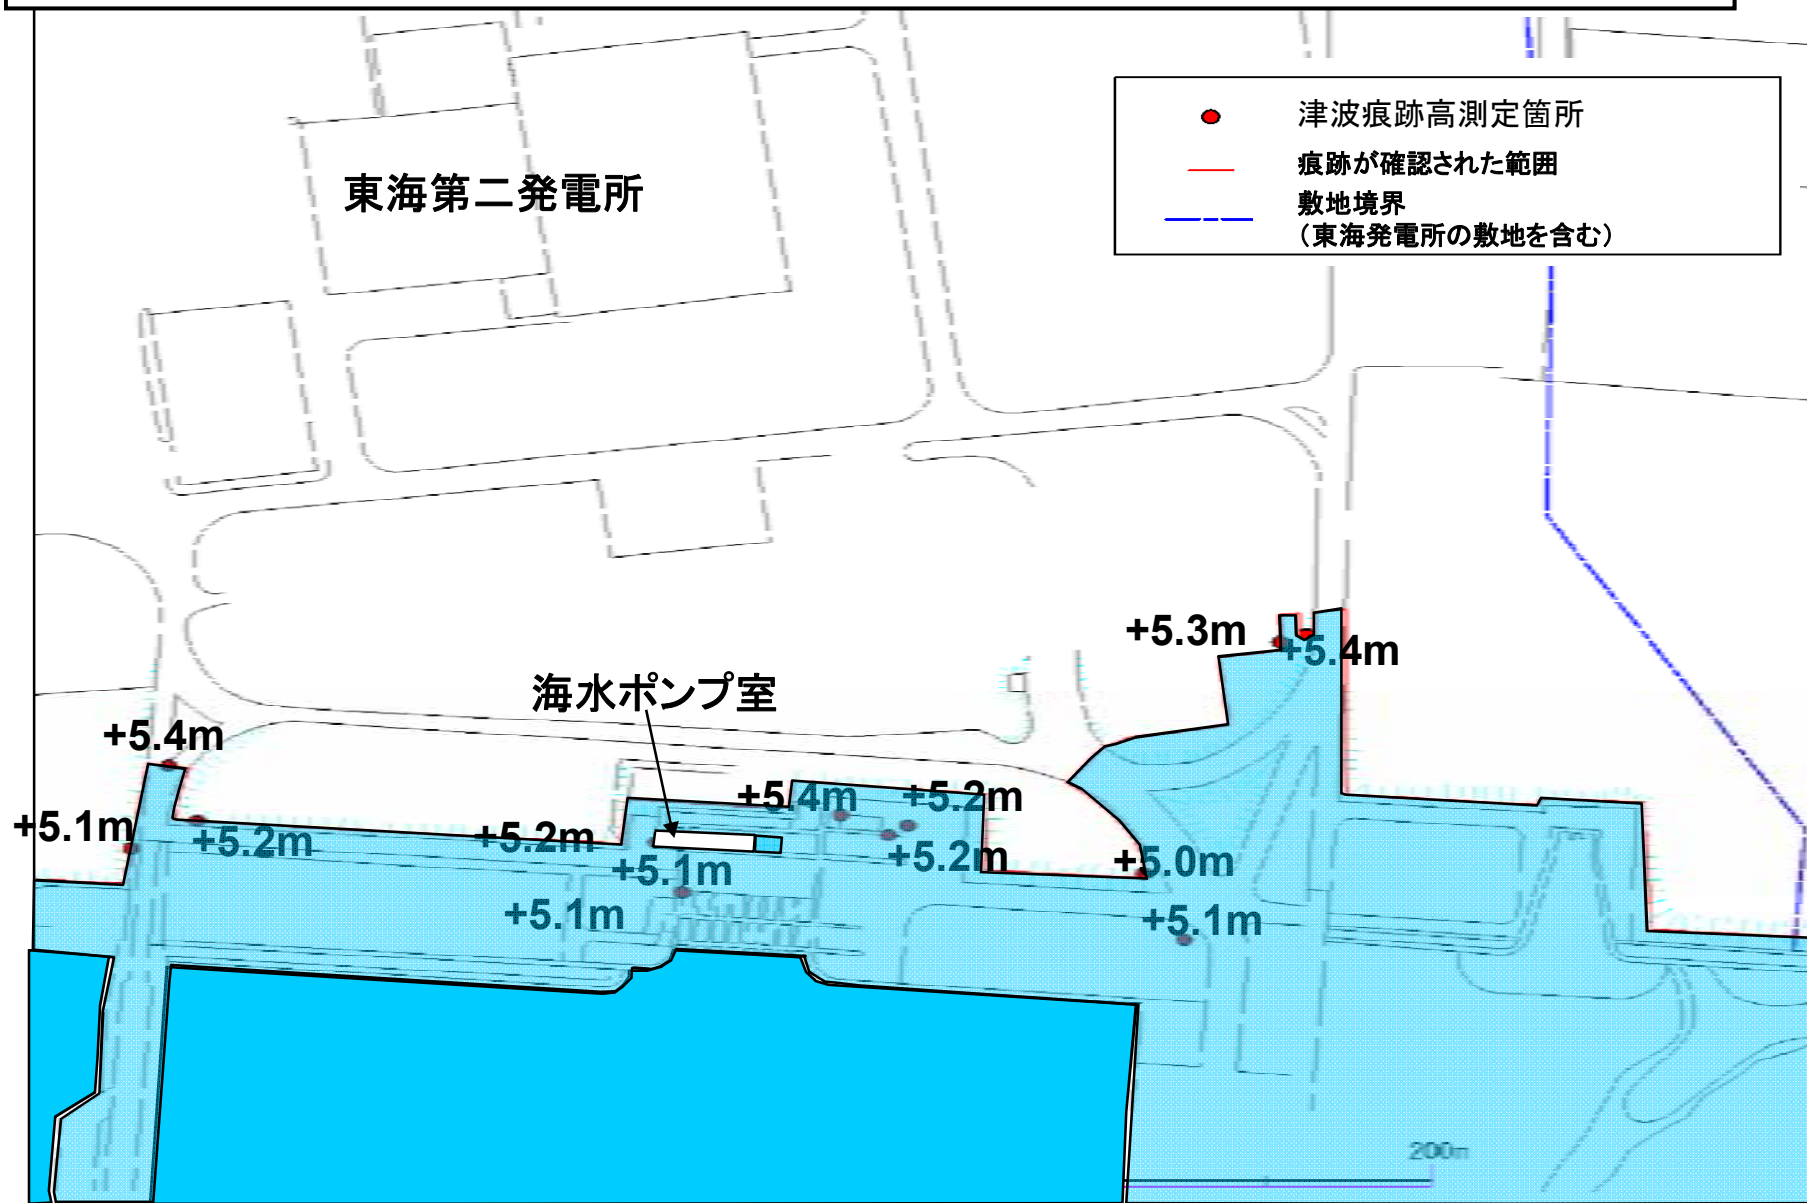 津波痕跡高測定箇所
痕跡が確認された範囲
敷地境界
（東海発電所の敷地を含む）
東海第二発電所
+5.3m
+5.4m
海水ポンプ室
+5.4m
+5.4m
+5.2m
+5.1m
+5.2m
+5.2m
+5.2m
+5.1m
+5.0m
+5.1m
+5.1m
200m